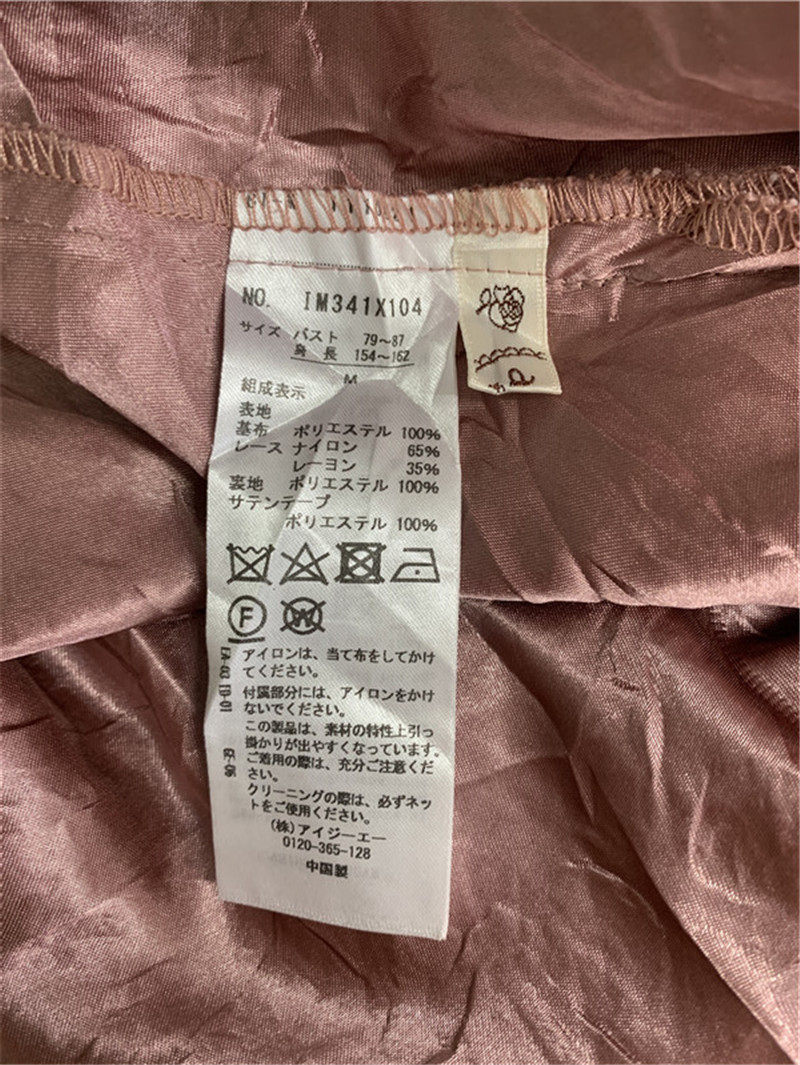 NO. IM341X104
サイズ バスト 79～87
身長 154～162
M
組成表示
表地
基布 ポリエステル 100%
レース ナイロン 65%
レーヨン 35%
裏地 ポリエステル 100%
サテンテープ
ポリエステル 100%
F
W
アイロンは、当て布をしてかけ
てください。
付属部分には、アイロンをかけ
ないでください。
この製品は、素材の特性上引っ
掛かりが出やすくなっています。
ご着用の際は、充分ご注意くだ
さい。
クリーニングの際は、必ずネッ
トをご使用ください。
(株)アイジーエー
0120-365-128
中国製